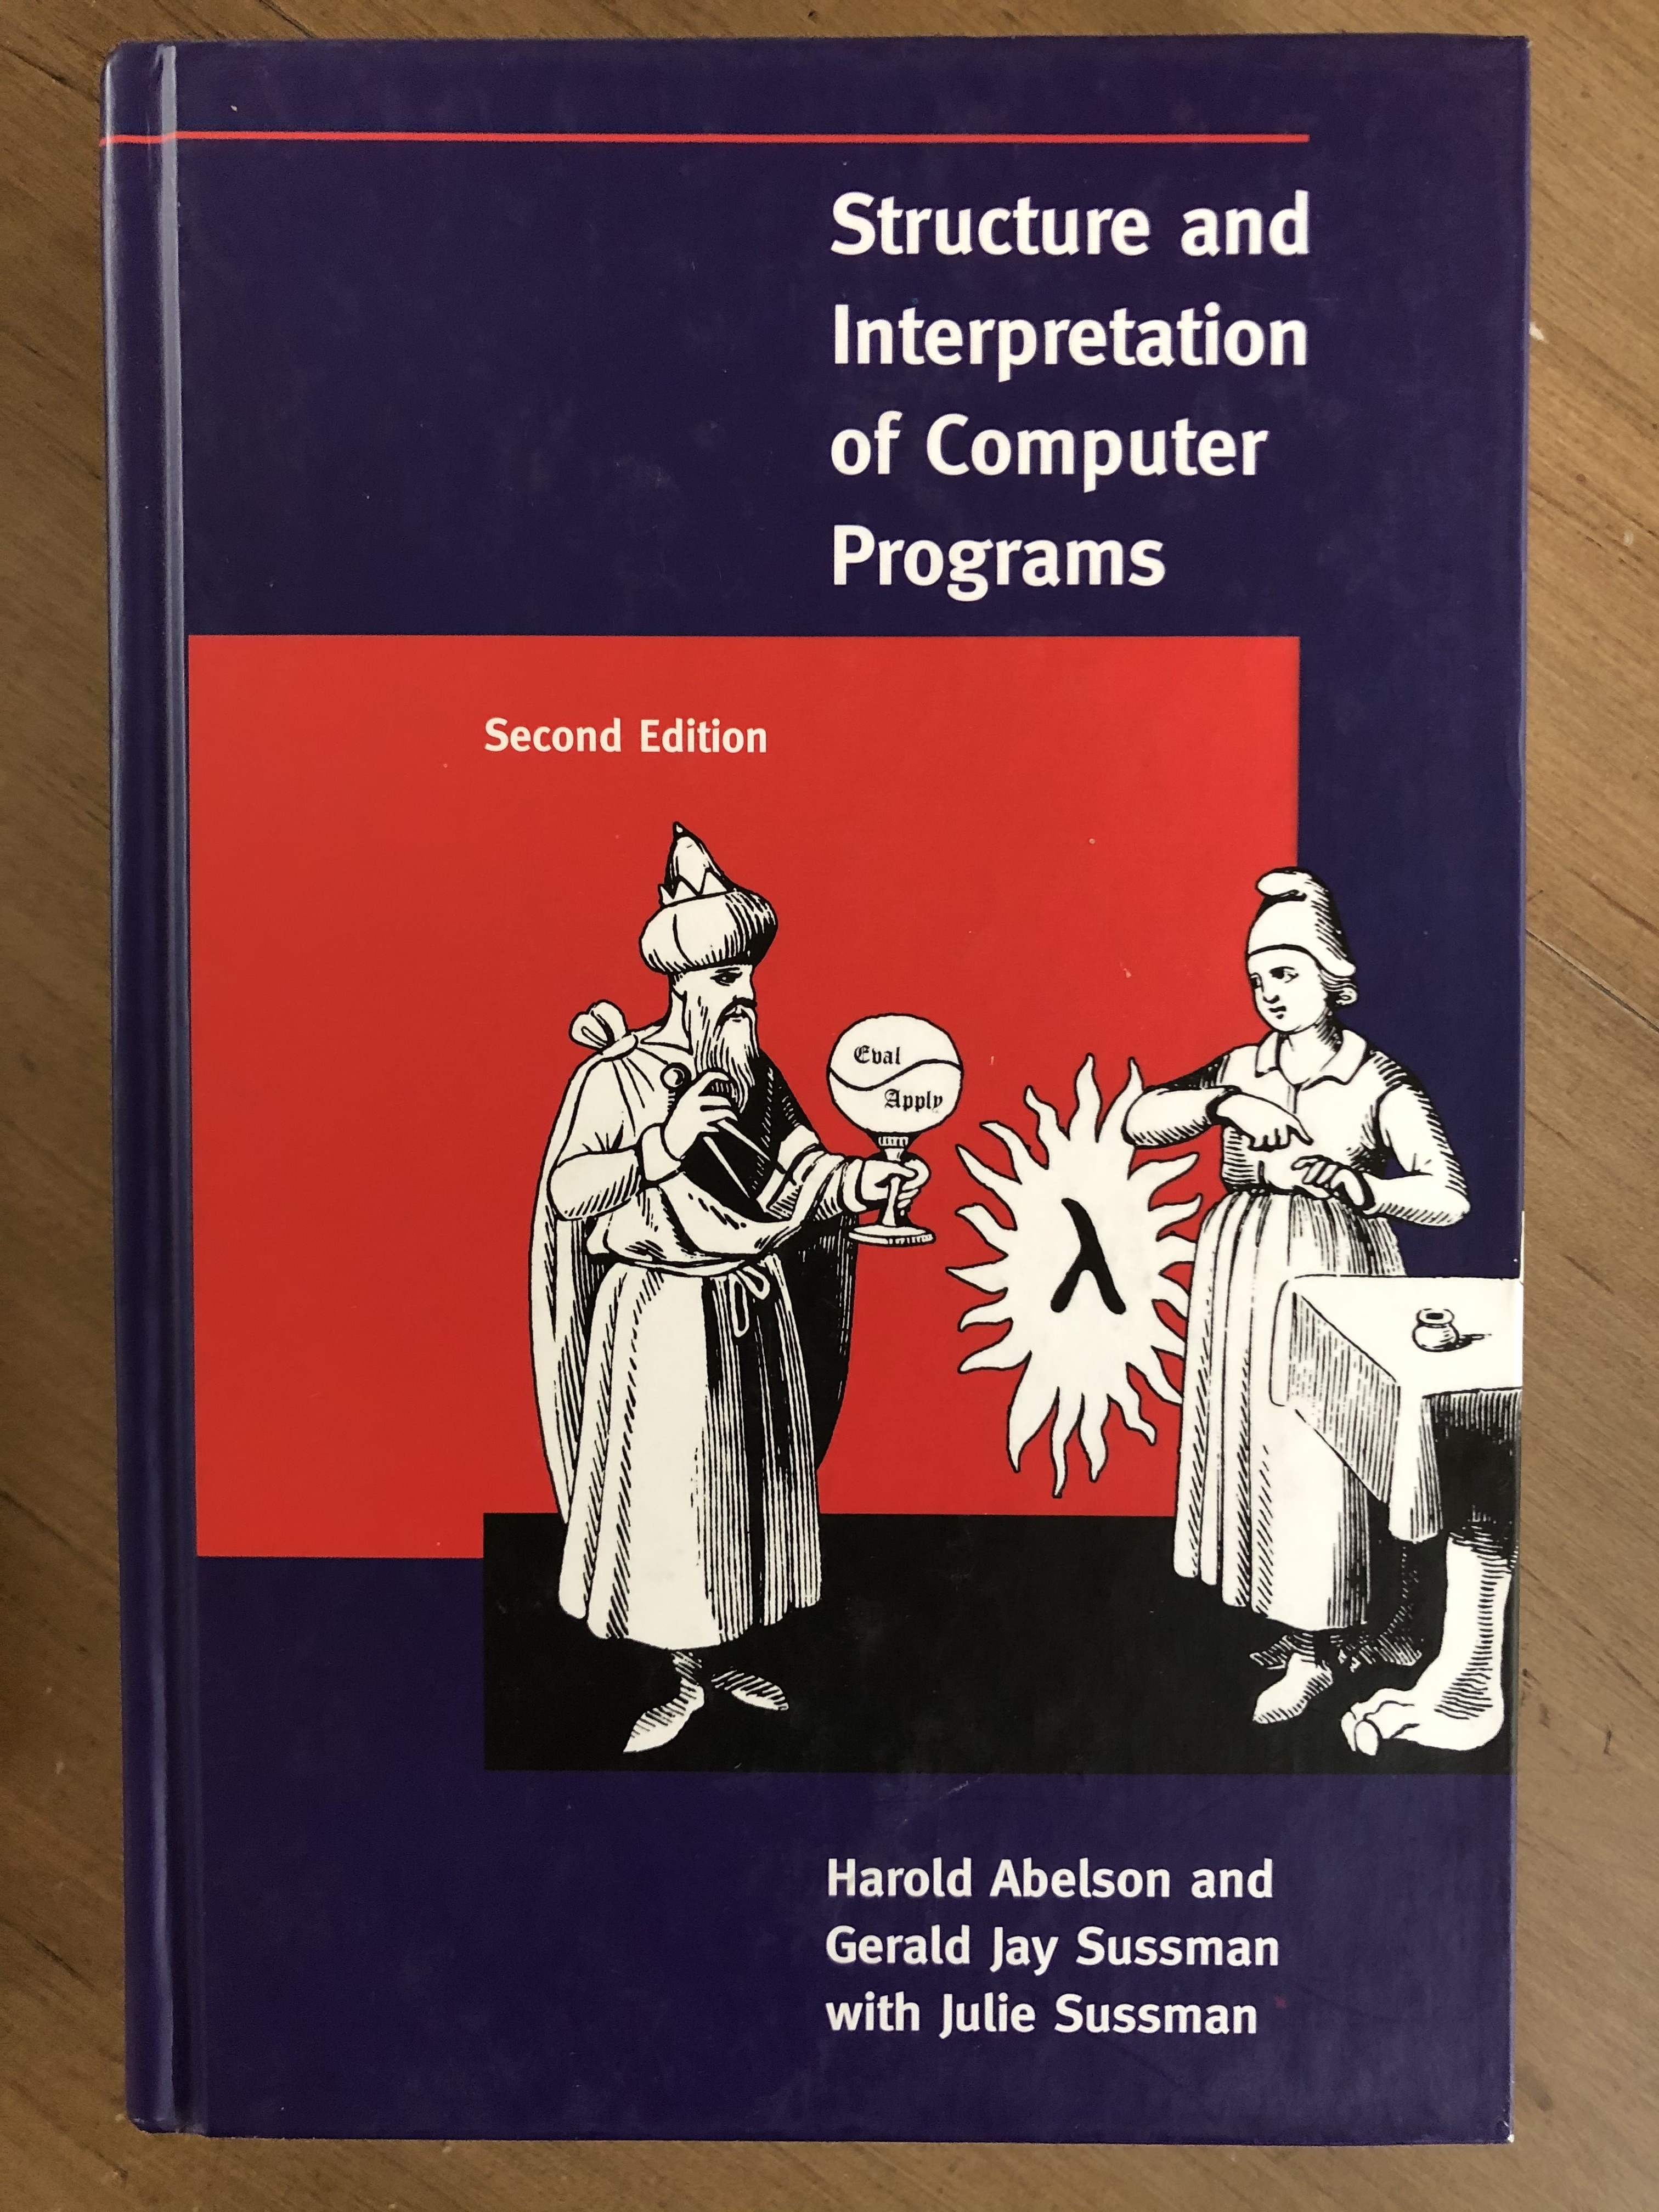 Structure and
Interpretation
of Computer
Programs
Second Edition
Eval
Apply
λ
Harold Abelson and
Gerald Jay Sussman
with Julie Sussman